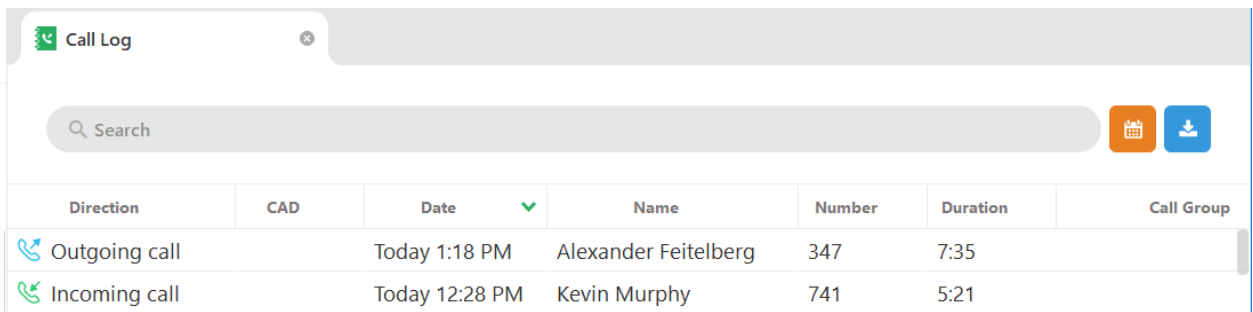 Call Log
Search
Direction CAD Date Name Number Duration Call Group
Outgoing call Today 1:18 PM Alexander Feitelberg 347 7:35
Incoming call Today 12:28 PM Kevin Murphy 741 5:21